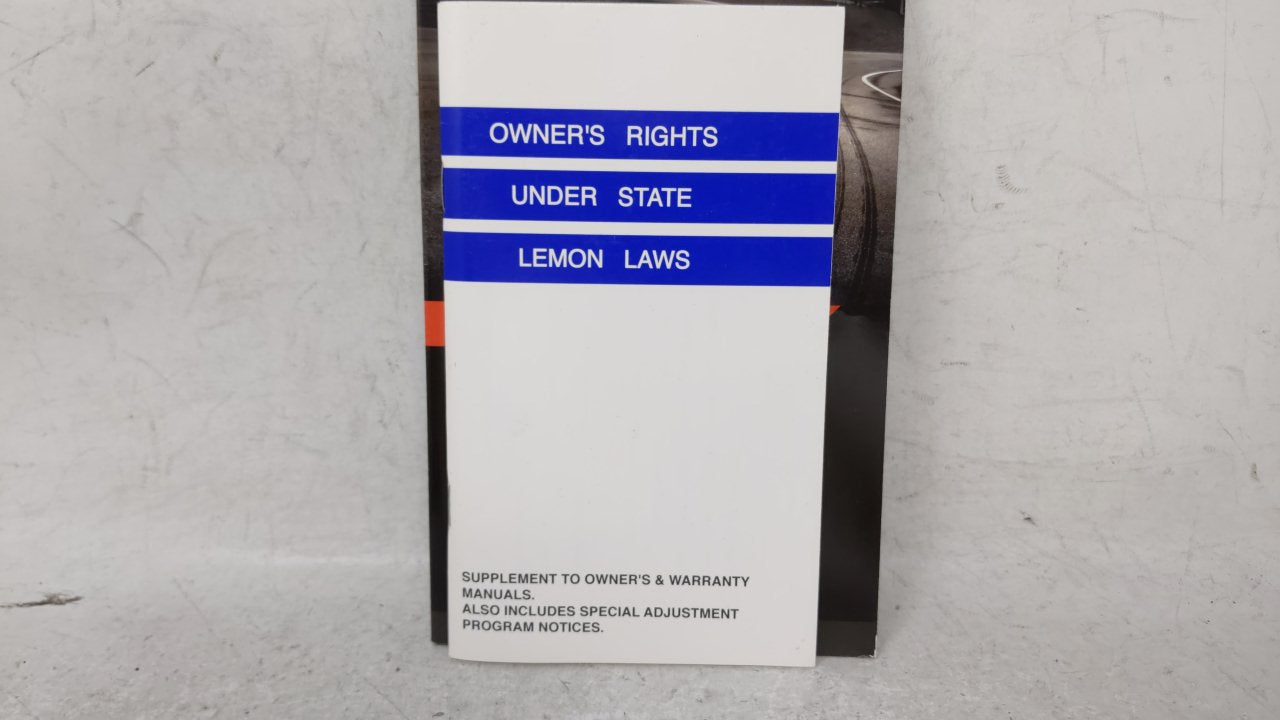 OWNER'S RIGHTS
UNDER STATE
LEMON LAWS
SUPPLEMENT TO OWNER'S & WARRANTY
MANUALS.
ALSO INCLUDES SPECIAL ADJUSTMENT
PROGRAM NOTICES.